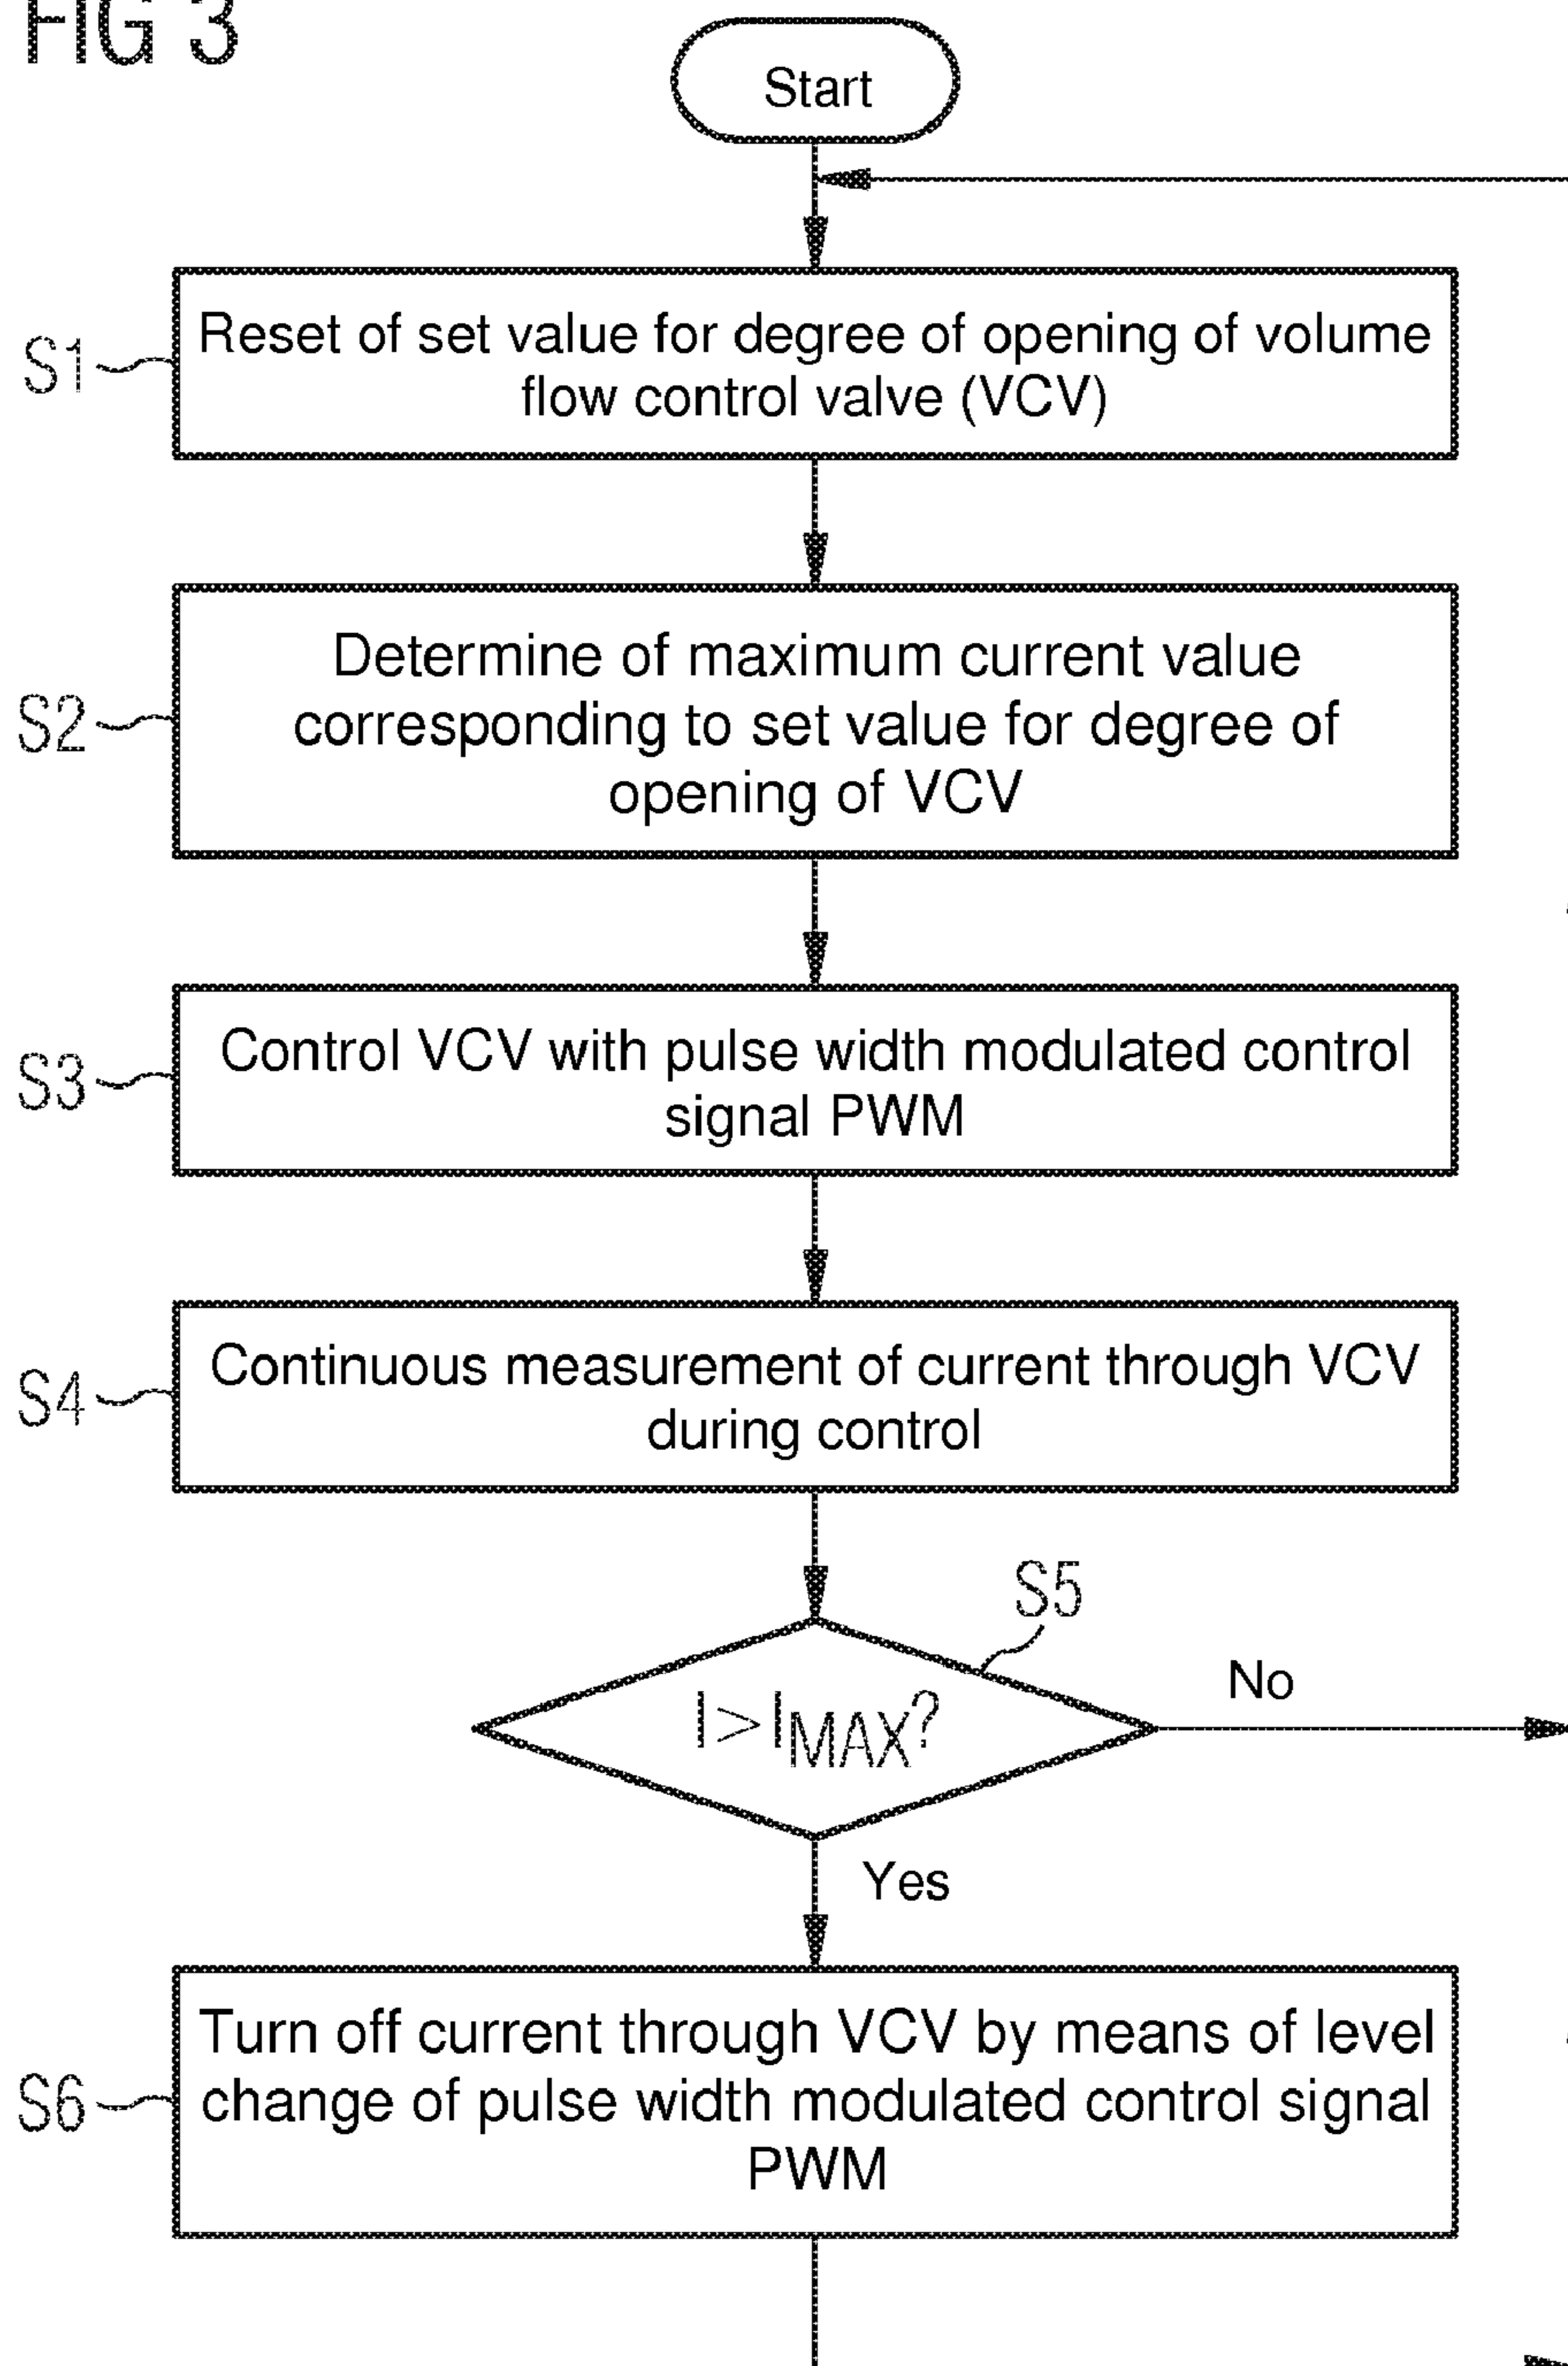 FIG 3
Start
S1
Reset of set value for degree of opening of volume
flow control valve (VCV)
S2
Determine of maximum current value
corresponding to set value for degree of
opening of VCV
S3
Control VCV with pulse width modulated control
signal PWM
S4
Continuous measurement of current through VCV
during control
S5
I>IMAX?
No
Yes
S6
Turn off current through VCV by means of level
change of pulse width modulated control signal
PWM